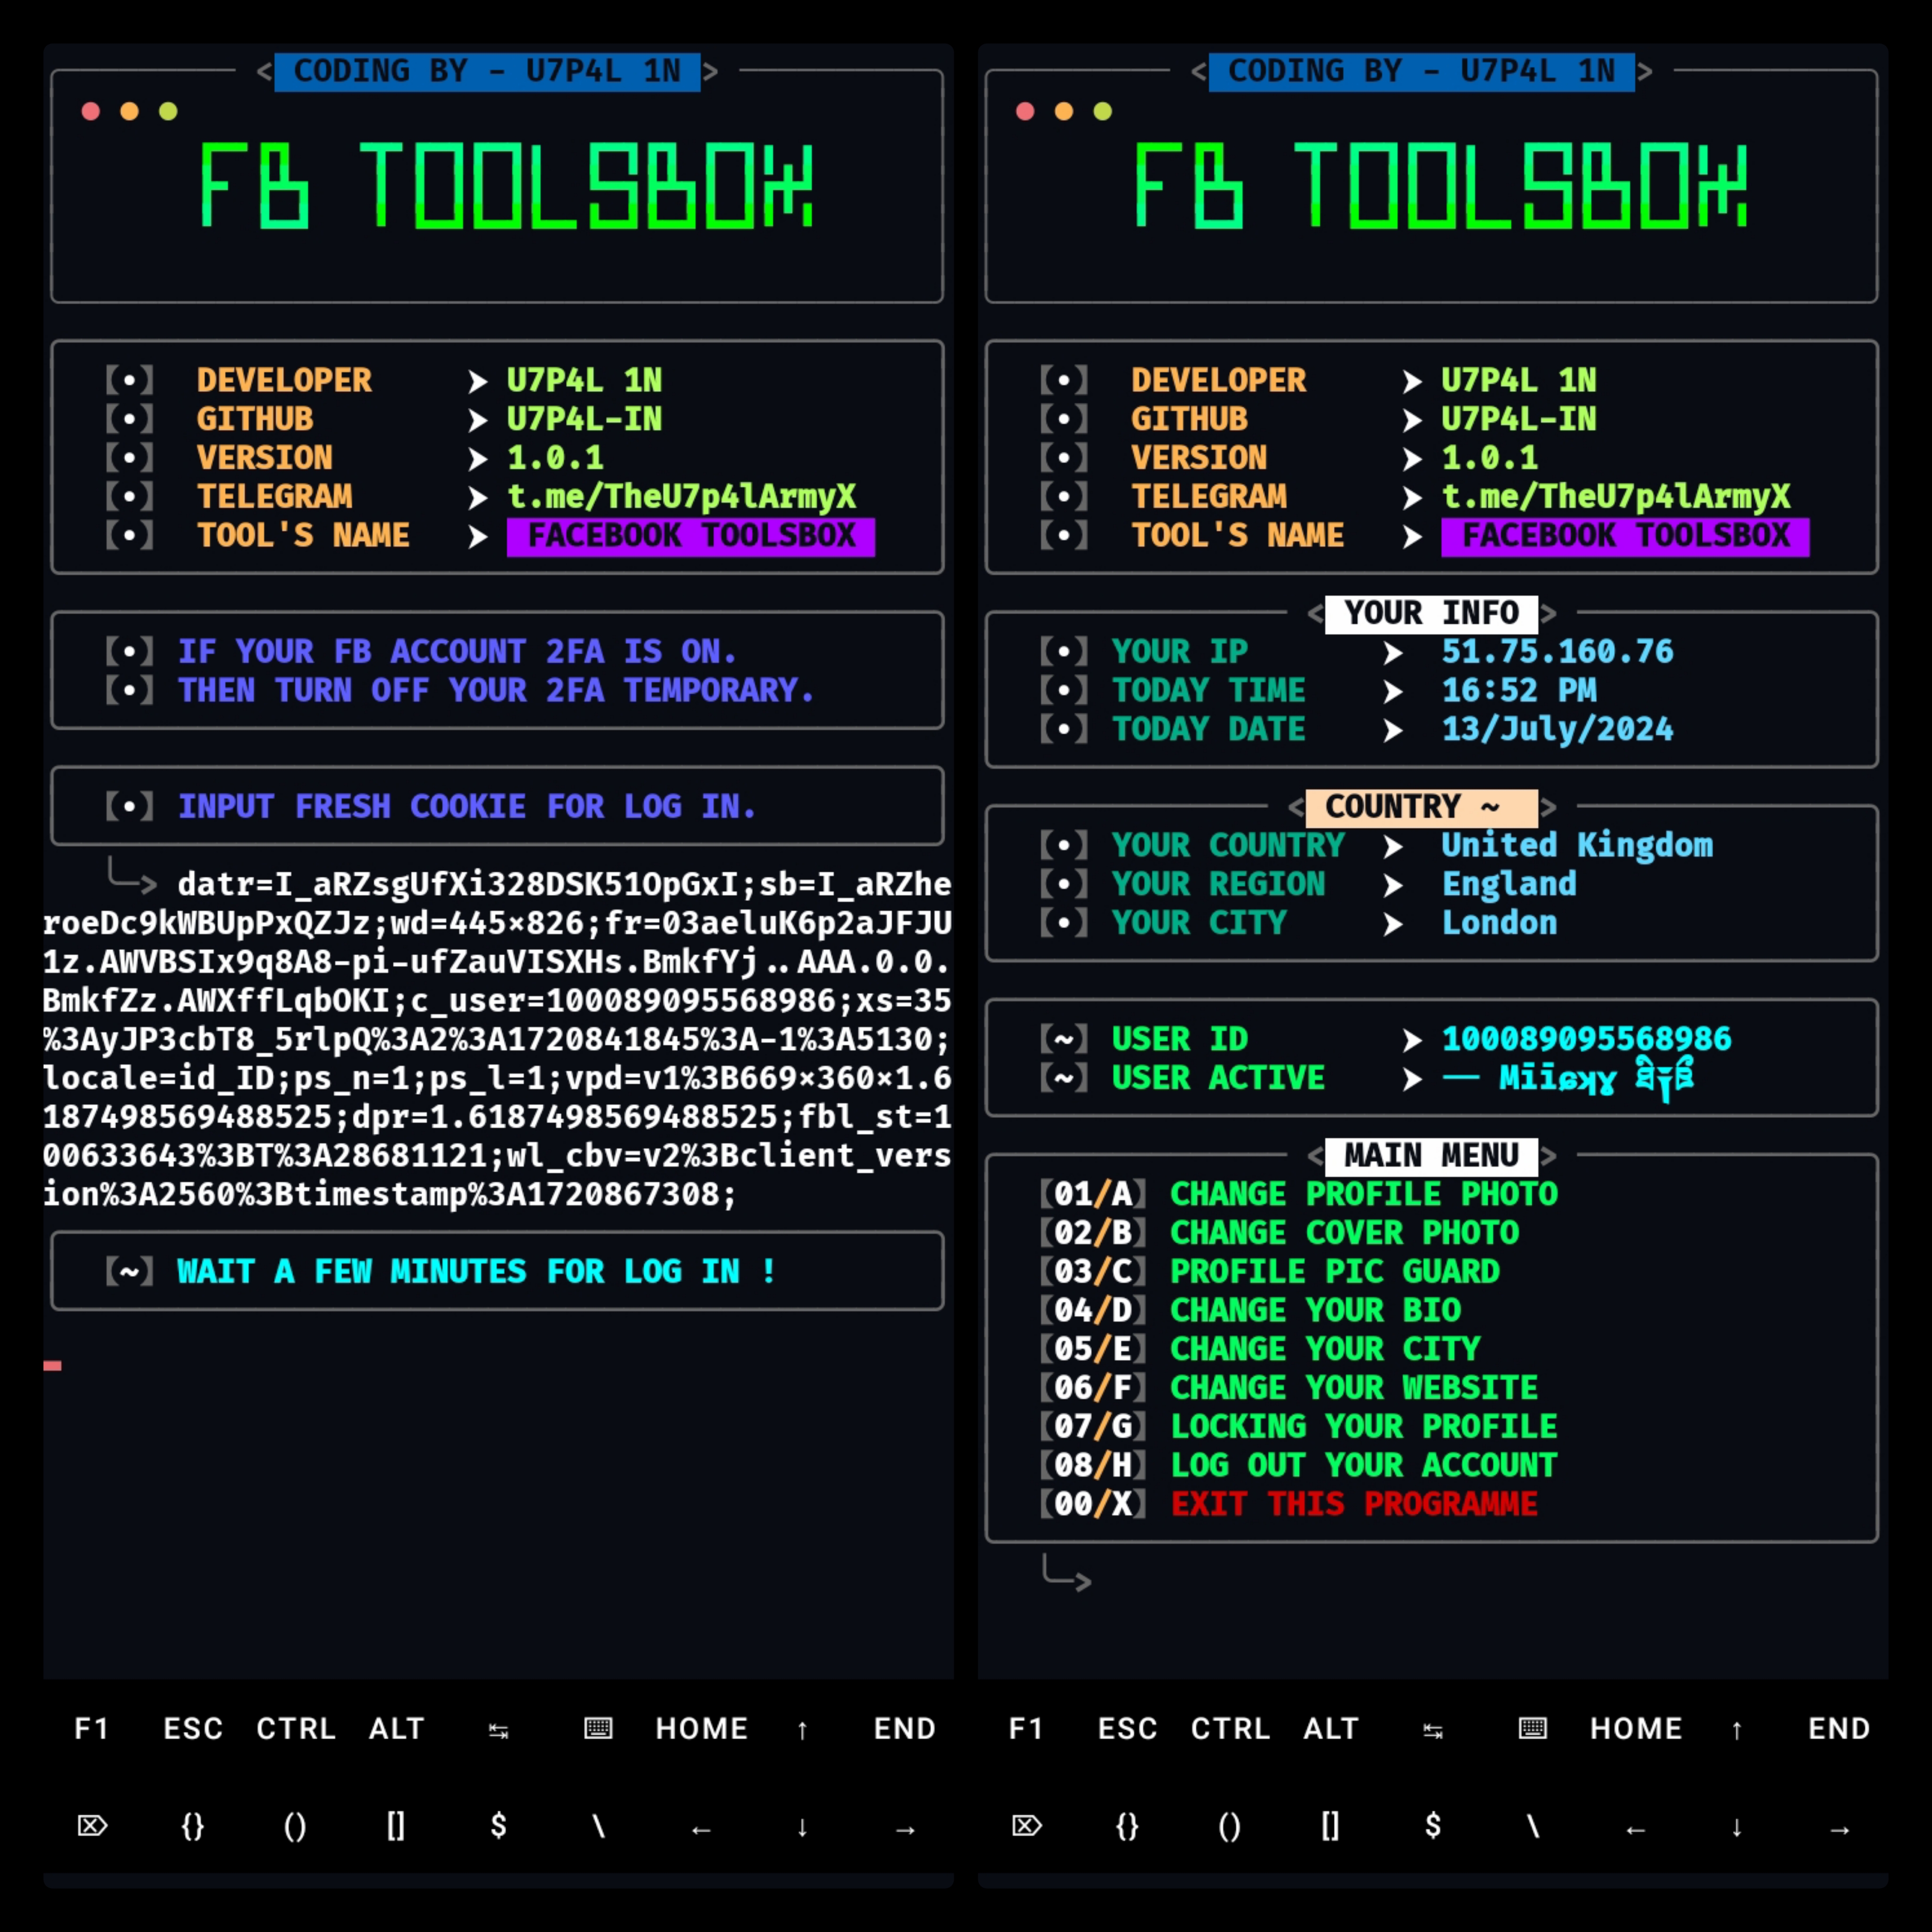 < CODING BY - U7P4L 1N >
FB TOOLSBOX
【•】 DEVELOPER ➤ U7P4L 1N
【•】 GITHUB ➤ U7P4L-IN
【•】 VERSION ➤ 1.0.1
【•】 TELEGRAM ➤ t.me/TheU7p4lArmyX
【•】 TOOL'S NAME ➤ FACEBOOK TOOLSBOX
【•】 IF YOUR FB ACCOUNT 2FA IS ON.
【•】 THEN TURN OFF YOUR 2FA TEMPORARY.
【•】 INPUT FRESH COOKIE FOR LOG IN.
╰─> datr=I_aRZsgUfXi328DSK51OpGxI;sb=I_aRZhe
roeDc9kWBUpPxQZJz;wd=445×826;fr=03aeluK6p2aJFJU
1z.AWVBSIx9q8A8-pi-ufZauVISXHs.BmkfYj..AAA.0.0.
BmkfZz.AWXffLqbOKI;c_user=100089095568986;xs=35
%3AyJP3cbT8_5rlpQ%3A2%3A1720841845%3A-1%3A5130;
locale=id_ID;ps_n=1;ps_l=1;vpd=v1%3B669×360×1.6
187498569488525;dpr=1.6187498569488525;fbl_st=1
00633643%3BT%3A28681121;wl_cbv=v2%3Bclient_vers
ion%3A2560%3Btimestamp%3A1720867308;
【~】 WAIT A FEW MINUTES FOR LOG IN !
F1 ESC CTRL ALT ↹ ⌨ HOME ↑ END
⌦ {} () [] $ \ ← ↓ →
< CODING BY - U7P4L 1N >
FB TOOLSBOX
【•】 DEVELOPER ➤ U7P4L 1N
【•】 GITHUB ➤ U7P4L-IN
【•】 VERSION ➤ 1.0.1
【•】 TELEGRAM ➤ t.me/TheU7p4lArmyX
【•】 TOOL'S NAME ➤ FACEBOOK TOOLSBOX
< YOUR INFO >
【•】 YOUR IP ➤ 51.75.160.76
【•】 TODAY TIME ➤ 16:52 PM
【•】 TODAY DATE ➤ 13/July/2024
< COUNTRY ~ >
【•】 YOUR COUNTRY ➤ United Kingdom
【•】 YOUR REGION ➤ England
【•】 YOUR CITY ➤ London
【~】 USER ID ➤ 100089095568986
【~】 USER ACTIVE ➤ —
< MAIN MENU >
【01/A】 CHANGE PROFILE PHOTO
【02/B】 CHANGE COVER PHOTO
【03/C】 PROFILE PIC GUARD
【04/D】 CHANGE YOUR BIO
【05/E】 CHANGE YOUR CITY
【06/F】 CHANGE YOUR WEBSITE
【07/G】 LOCKING YOUR PROFILE
【08/H】 LOG OUT YOUR ACCOUNT
【00/X】 EXIT THIS PROGRAMME
╰─>
F1 ESC CTRL ALT ↹ ⌨ HOME ↑ END
⌦ {} () [] $ \ ← ↓ →